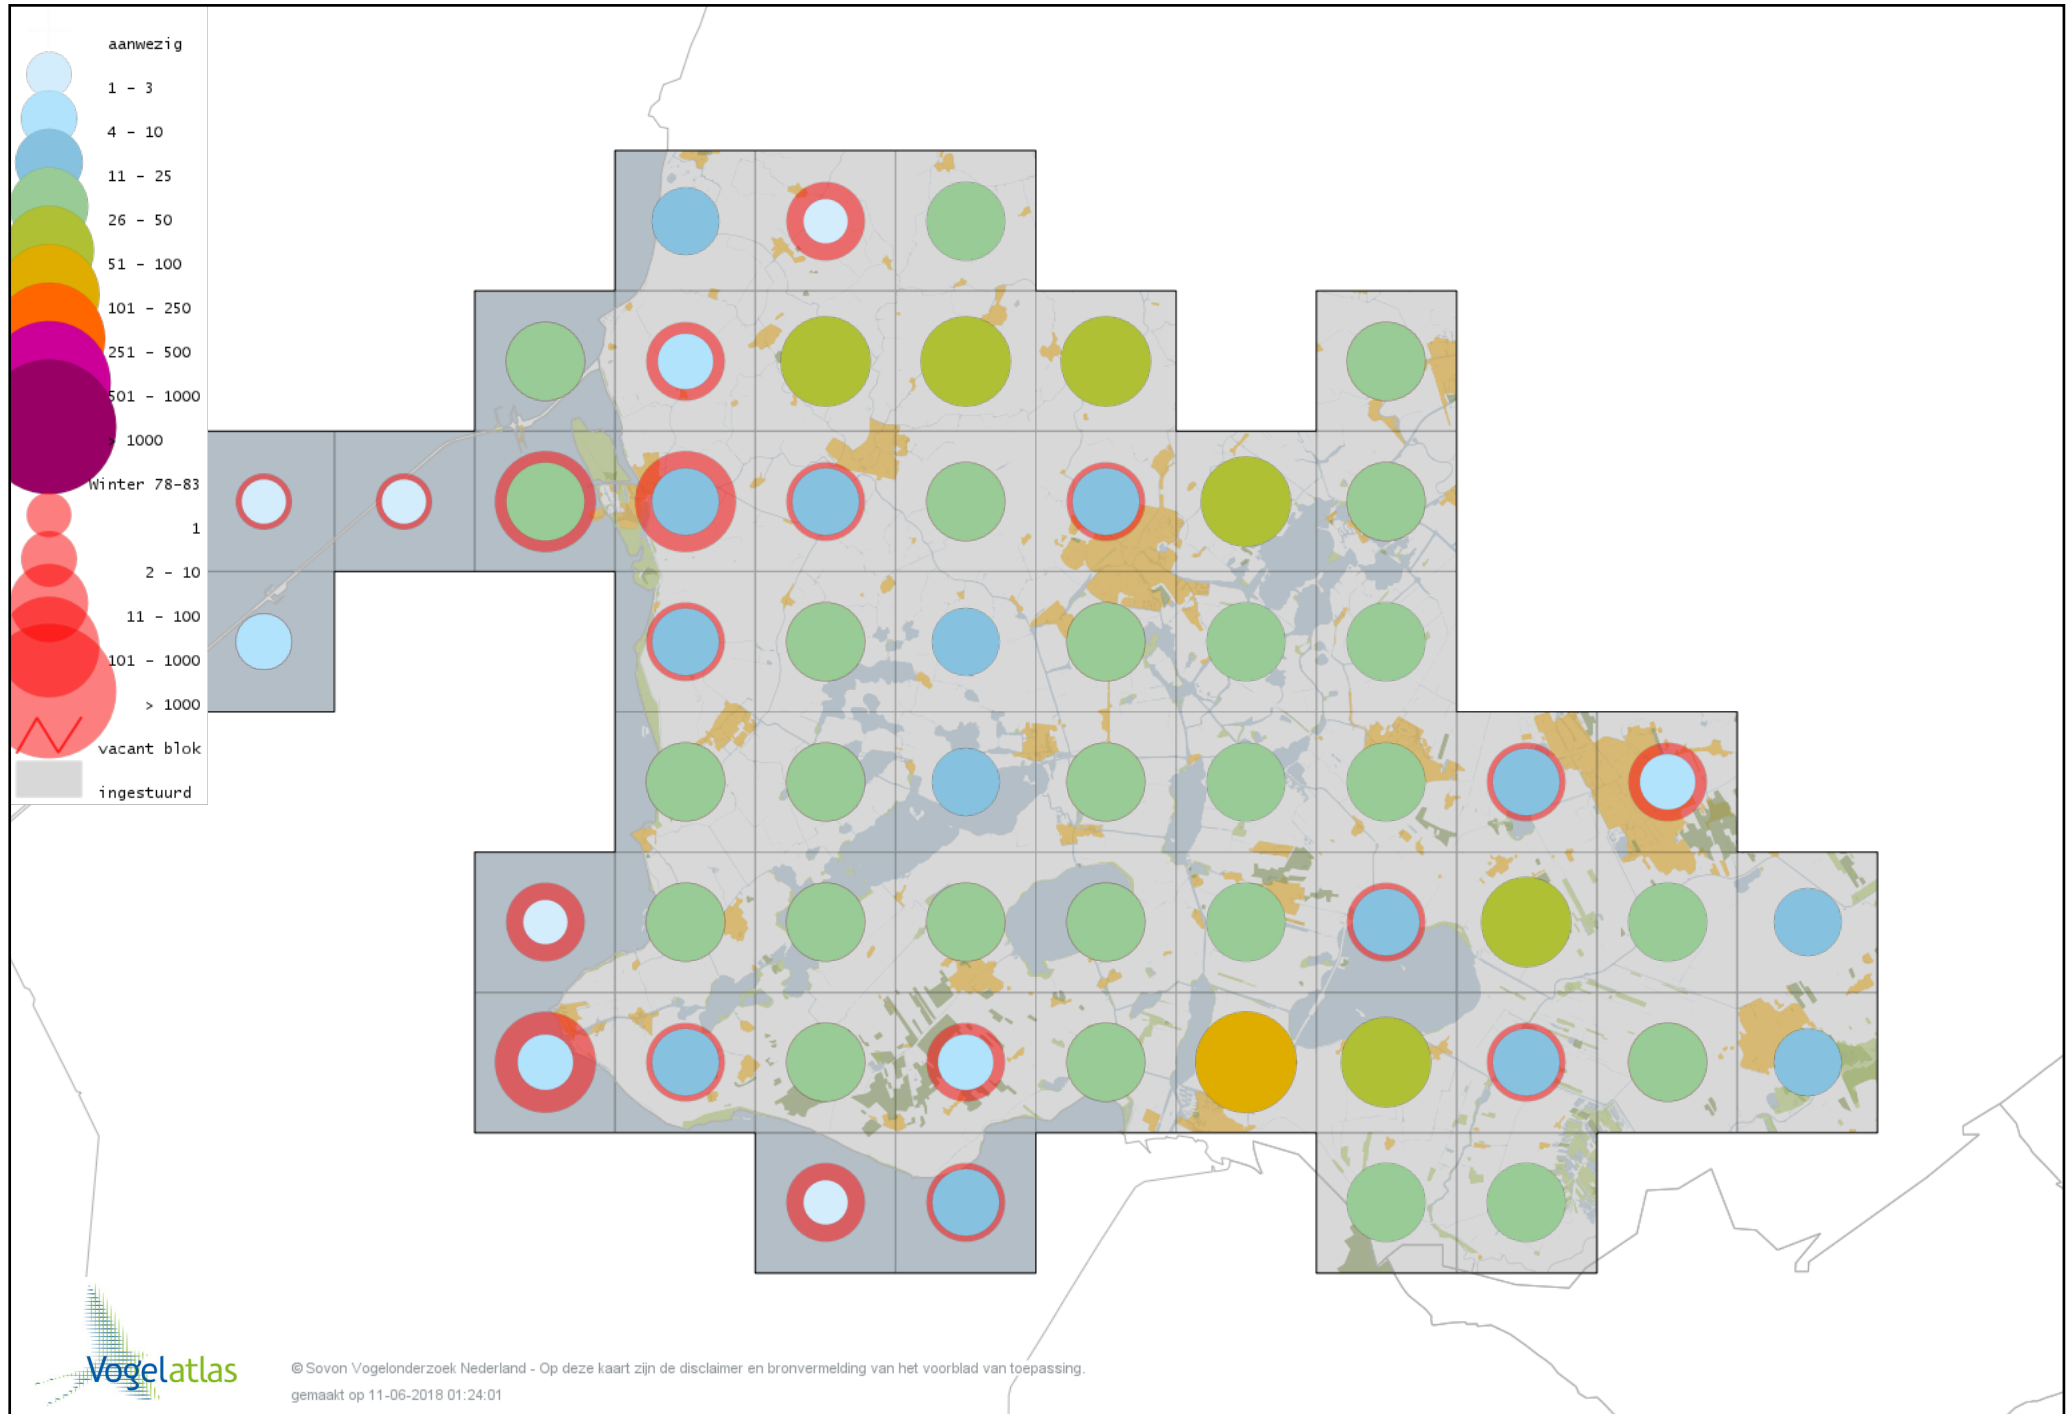 aanwezig
1 - 3
4 - 10
11 - 25
26 - 50
51 - 100
101 - 250
251 - 500
501 - 1000
> 1000
Winter 78-83
1
2 - 10
11 - 100
101 - 1000
> 1000
vacant blok
ingestuurd
Vogelatlas
© Sovon Vogelonderzoek Nederland - Op deze kaart zijn de disclaimer en bronvermelding van het voorblad van toepassing.
gemaakt op 11-06-2018 01:24:01